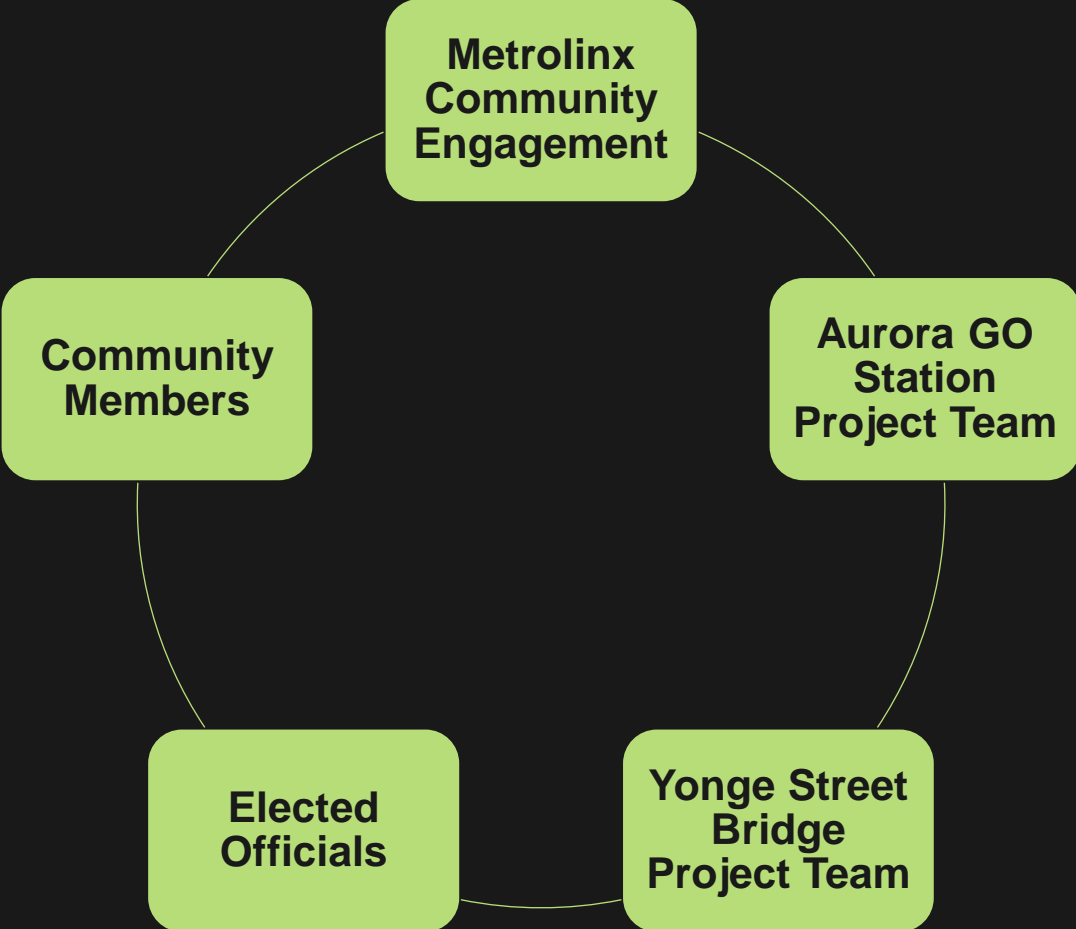 Metrolinx
Community
Engagement
Community
Members
Aurora GO
Station
Project Team
Elected
Officials
Yonge Street
Bridge
Project Team